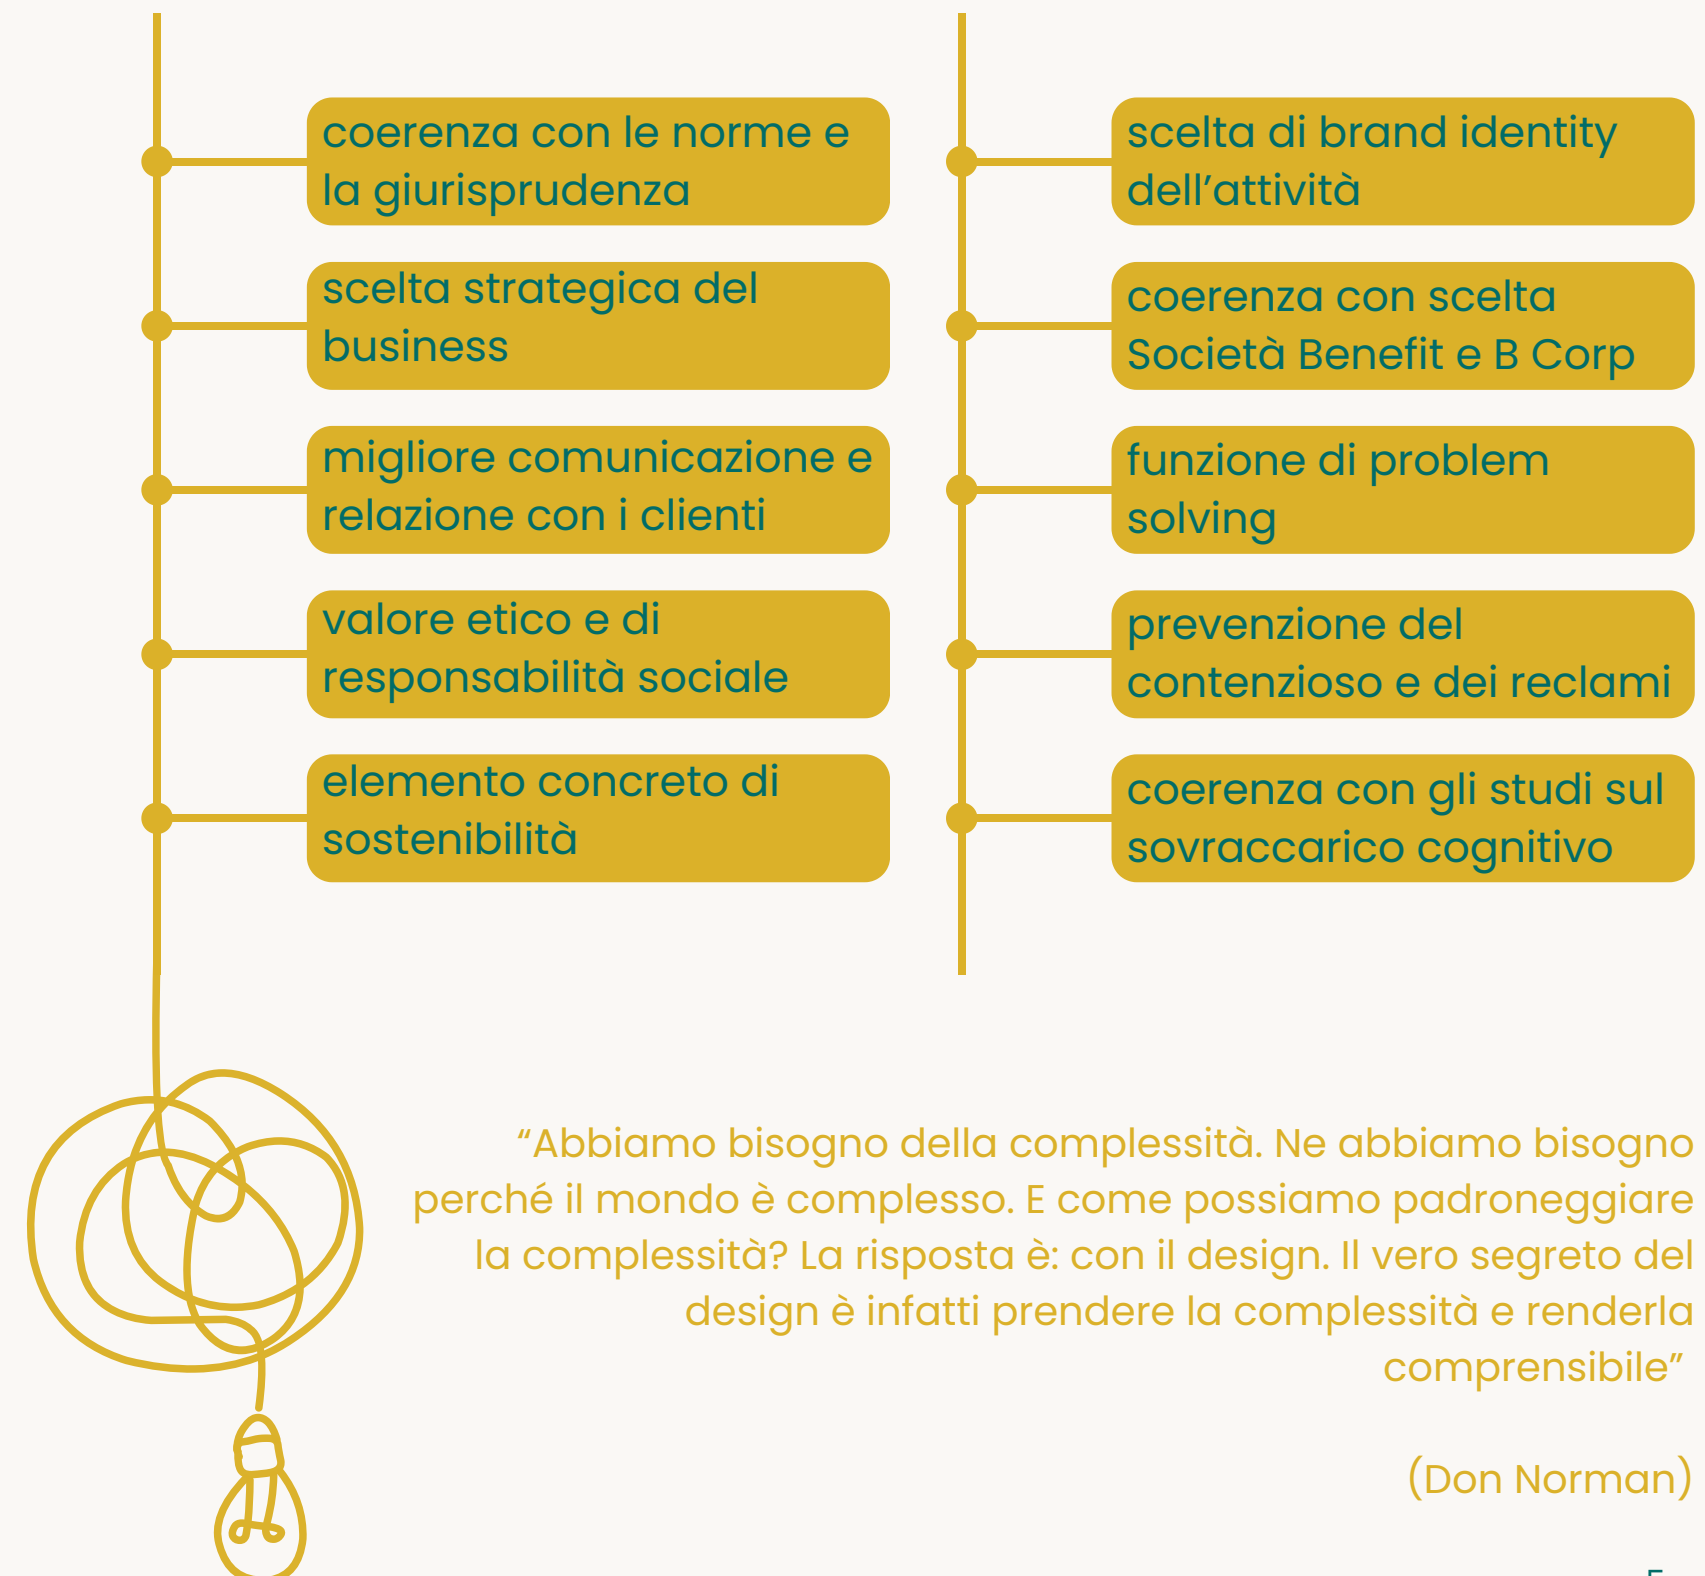 coerenza con le norme e
la giurisprudenza
scelta strategica del
business
migliore comunicazione e
relazione con i clienti
valore etico e di
responsabilità sociale
elemento concreto di
sostenibilità
scelta di brand identity
dell’attività
coerenza con scelta
Società Benefit e B Corp
funzione di problem
solving
prevenzione del
contenzioso e dei reclami
coerenza con gli studi sul
sovraccarico cognitivo
“Abbiamo bisogno della complessità. Ne abbiamo bisogno
perché il mondo è complesso. E come possiamo padroneggiare
la complessità? La risposta è: con il design. Il vero segreto del
design è infatti prendere la complessità e renderla
comprensibile”
(Don Norman)